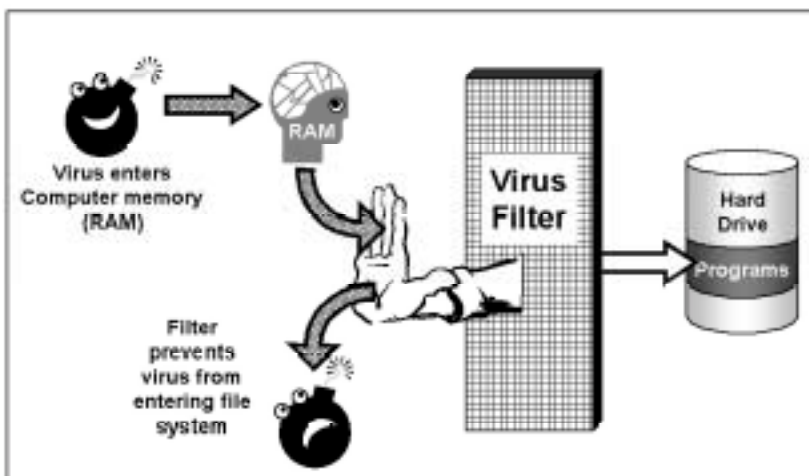 Virus enters
Computer memory
(RAM)
RAM
Virus
Filter
Hard
Drive
Programs
Filter
prevents
virus from
entering file
system